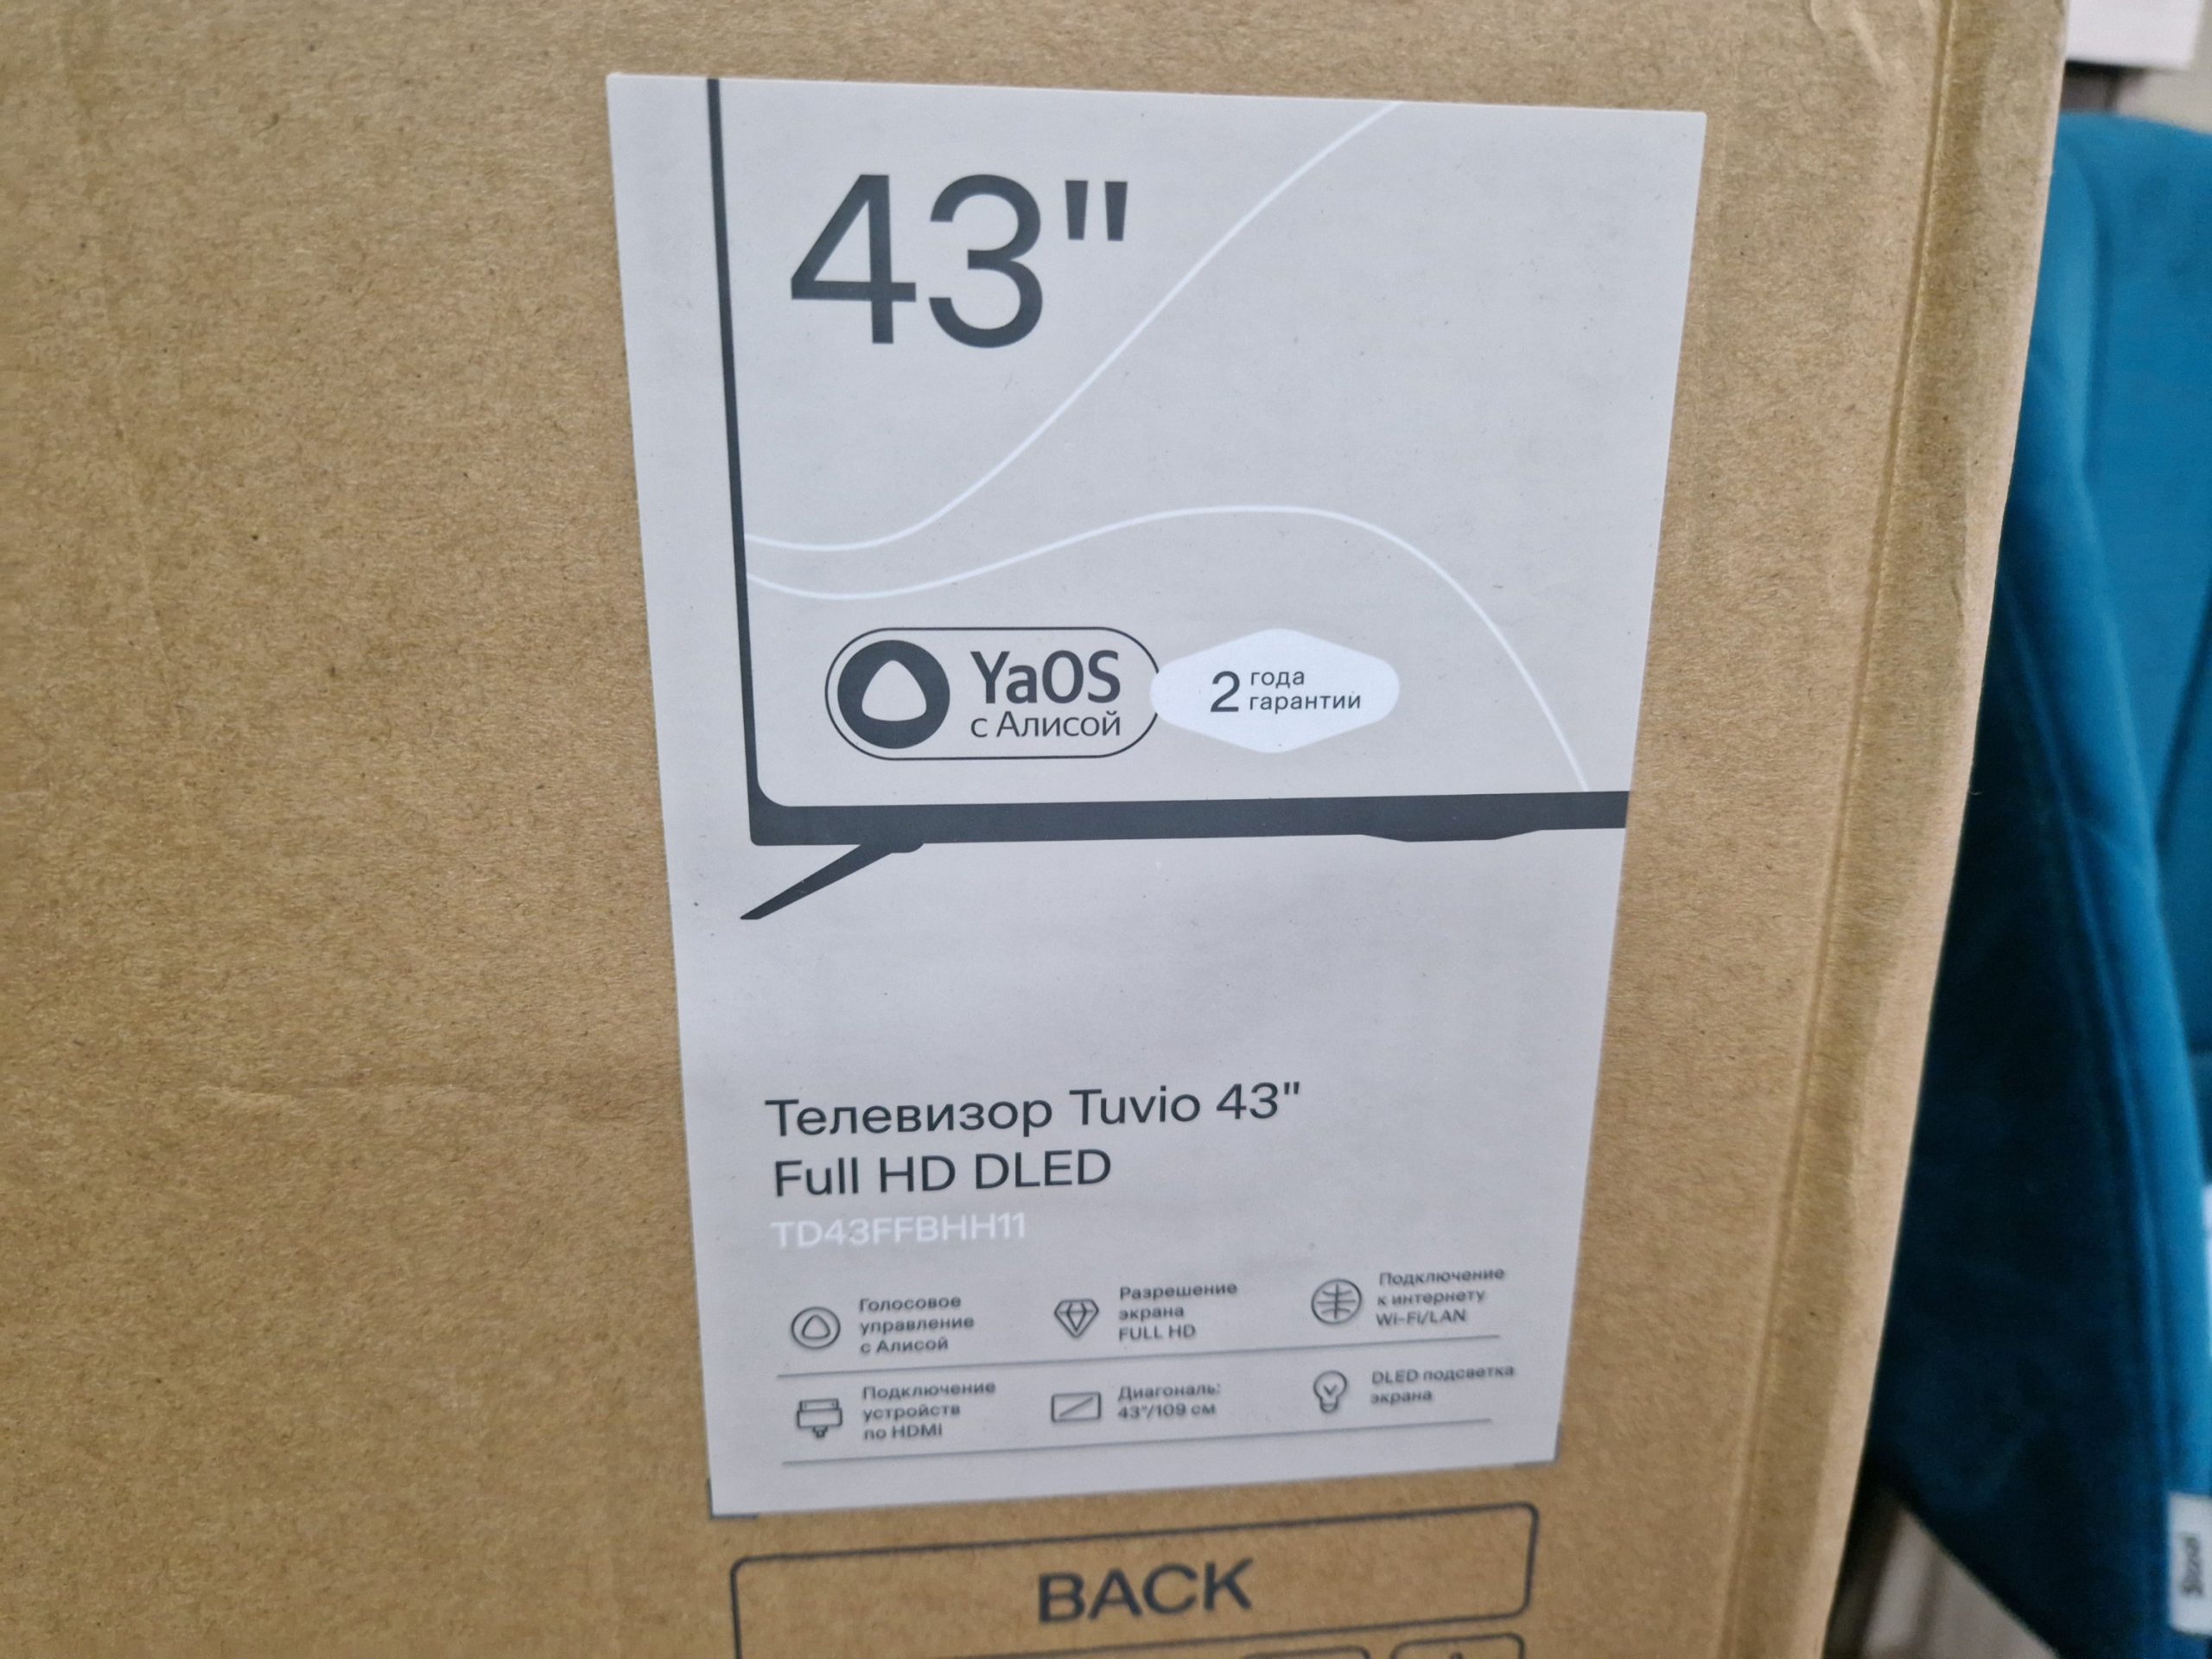 43"
YaOS
с Алисой
2 года
гарантии
Телевизор Tuvio 43"
Full HD DLED
TD43FFBHH11
Голосовое
управление
с Алисой
Разрешение
экрана
FULL HD
Подключение
к интернету
Wi-Fi/LAN
Подключение
устройств
по HDMI
Диагональ:
43"/109 см
DLED подсветка
экрана
BACK